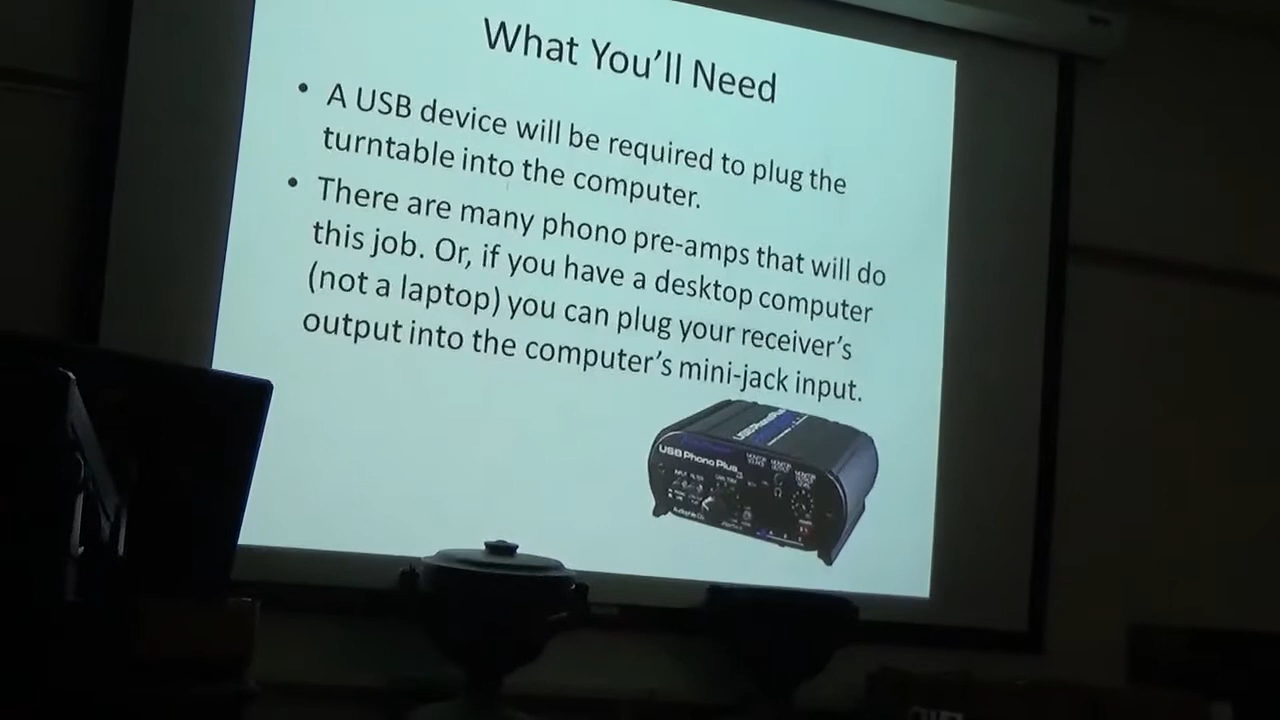 What You'll Need
• A USB device will be required to plug the
turntable into the computer.
• There are many phono pre-amps that will do
this job. Or, if you have a desktop computer
(not a laptop) you can plug your receiver's
output into the computer's mini-jack input.
USB Phono Plus